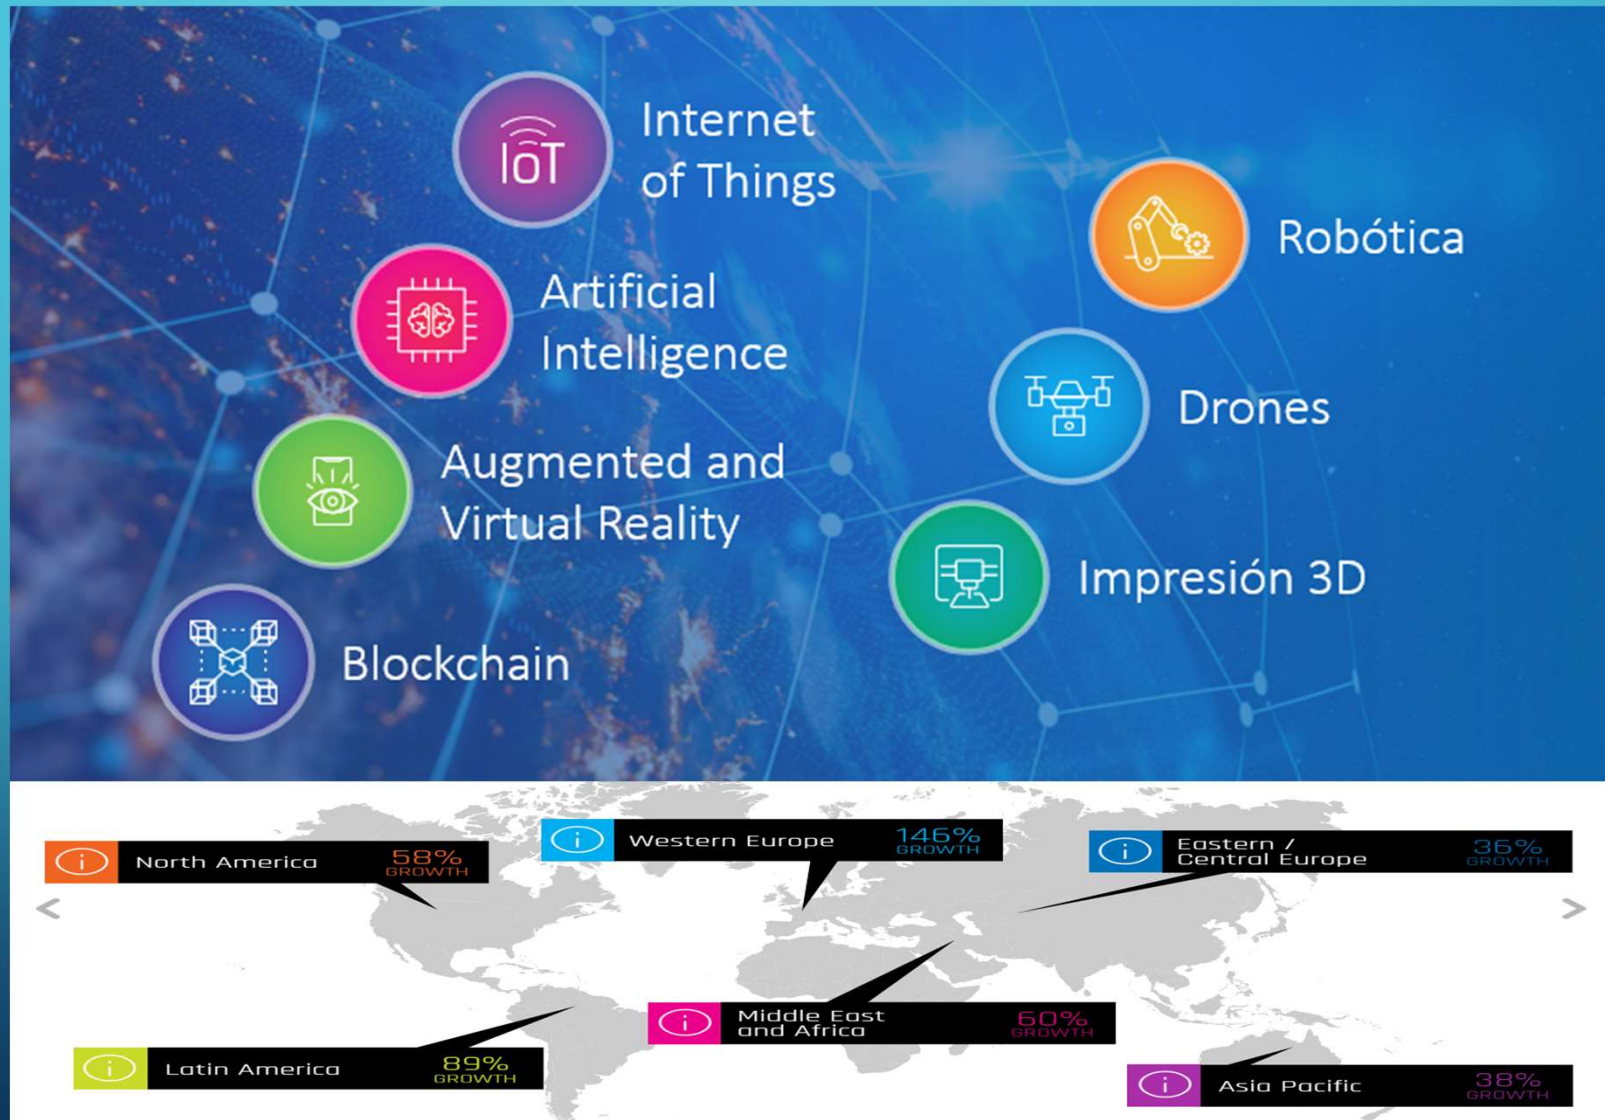 IoT
Internet
of Things
Artificial
Intelligence
Augmented and
Virtual Reality
Blockchain
Robótica
Drones
Impresión 3D
i North America 58%
GROWTH
i Western Europe 146%
GROWTH
i Eastern /
Central Europe 36%
GROWTH
i Middle East
and Africa 60%
GROWTH
i Latin America 89%
GROWTH
i Asia Pacific 38%
GROWTH